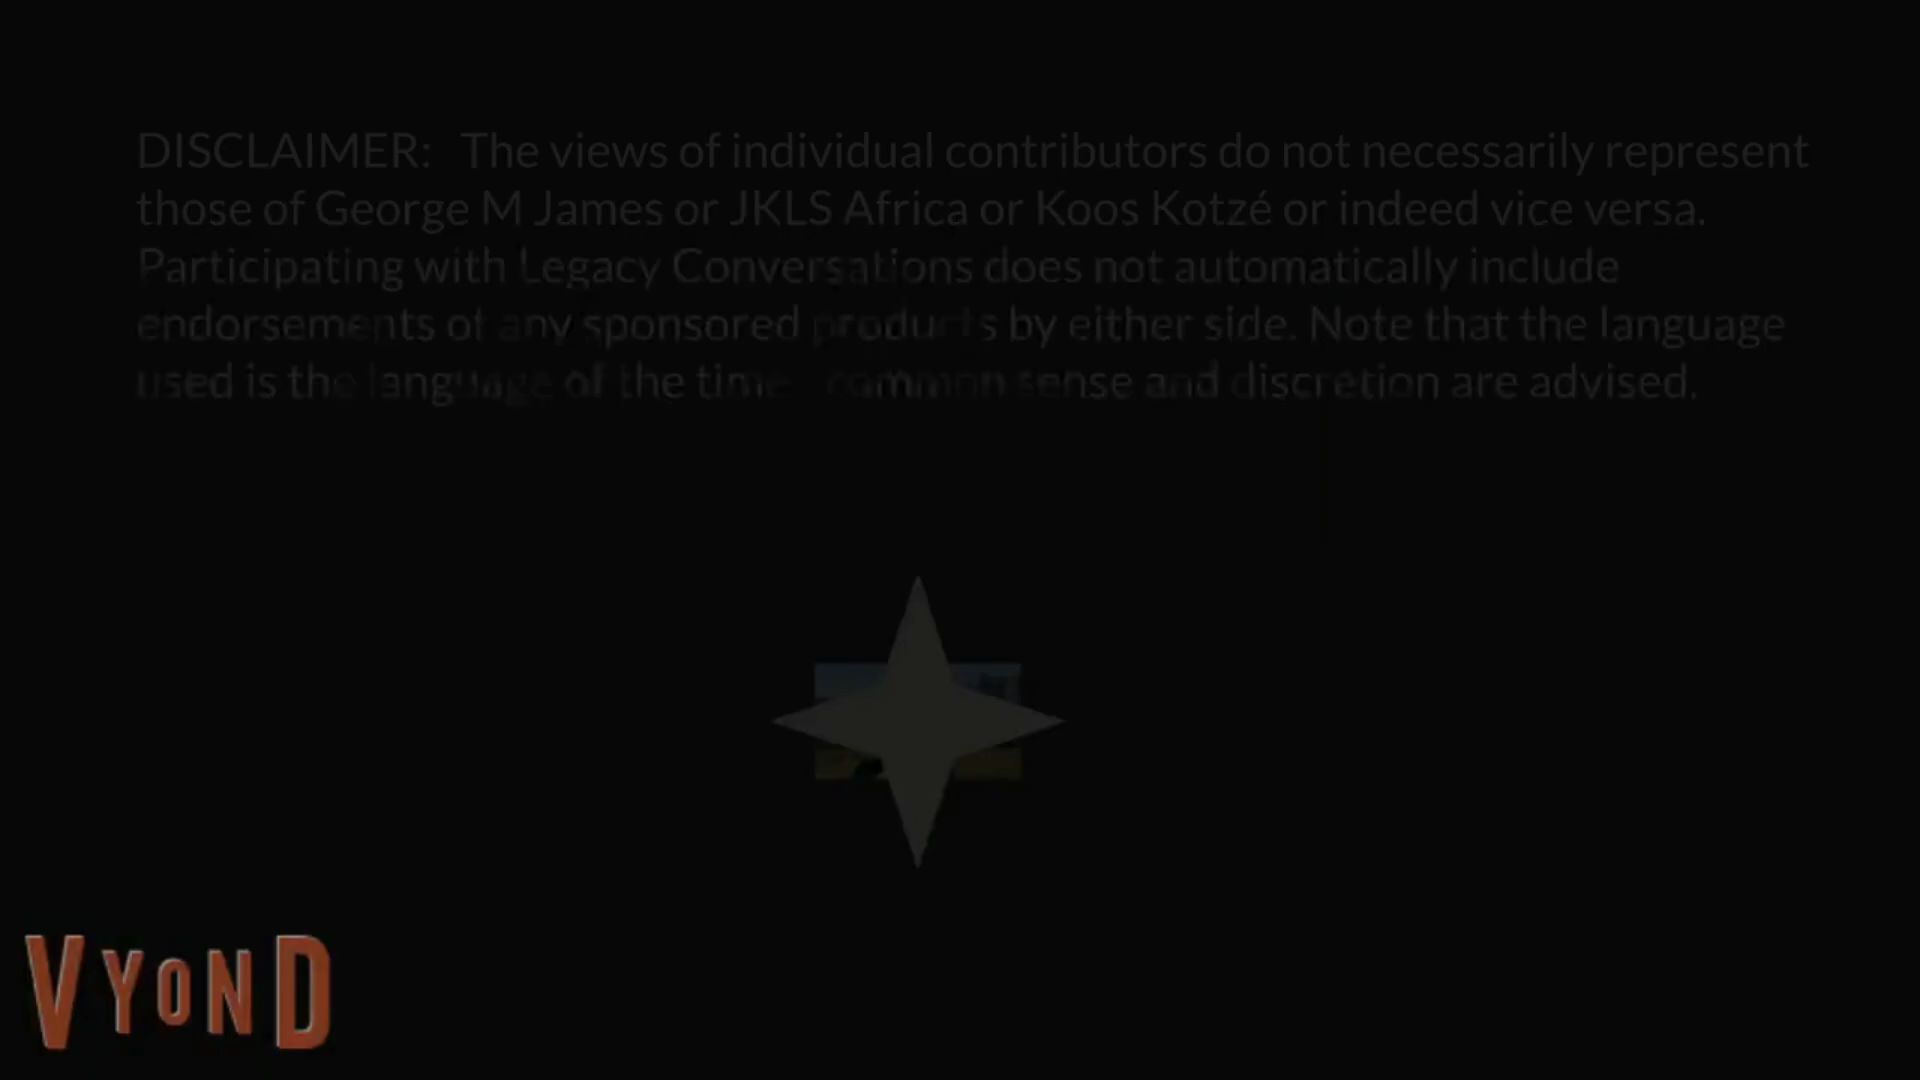 DISCLAIMER: The views of individual contributors do not necessarily represent
those of George M James or JKLS Africa or Koos Kotzé or indeed vice versa.
Participating with Legacy Conversations does not automatically include
endorsements of any sponsored products by either side. Note that the language
used is the language of the time, common sense and discretion are advised.
VYOND